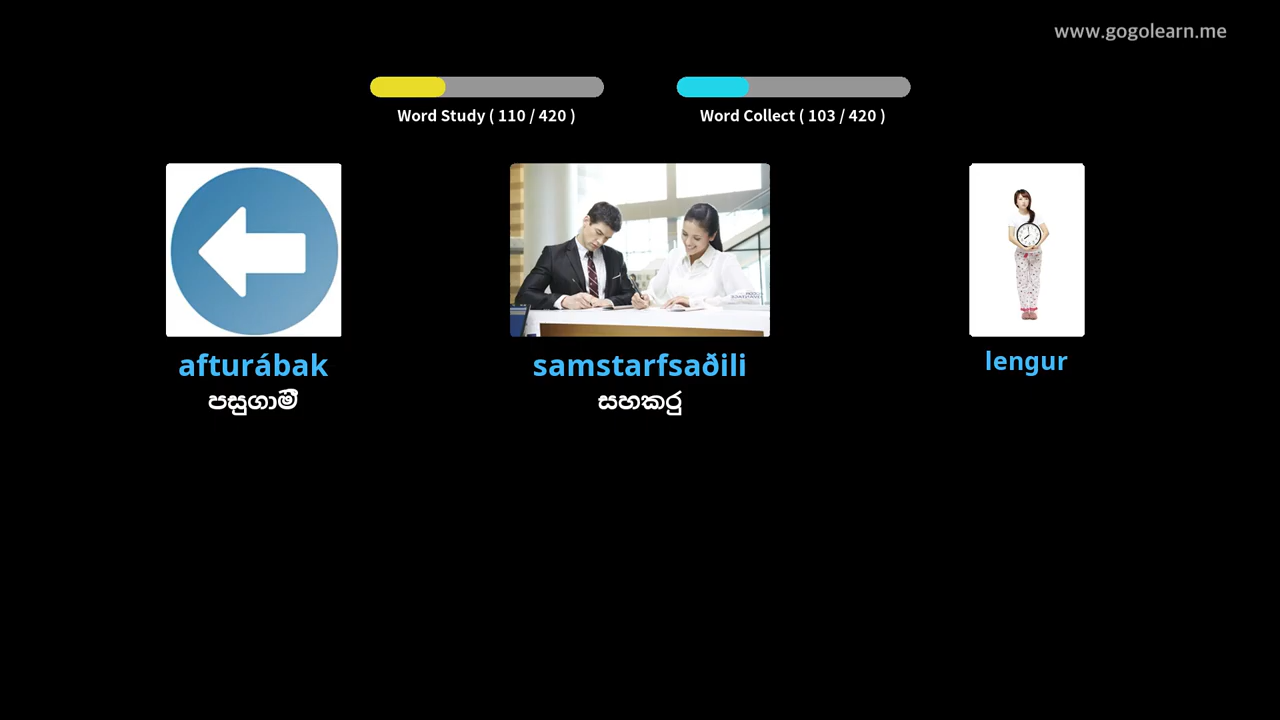 www.gogolearn.me
Word Study ( 110 / 420 )
Word Collect ( 103 / 420 )
afturábak
පසුගාමී
samstarfsaðili
සහකරු
lengur